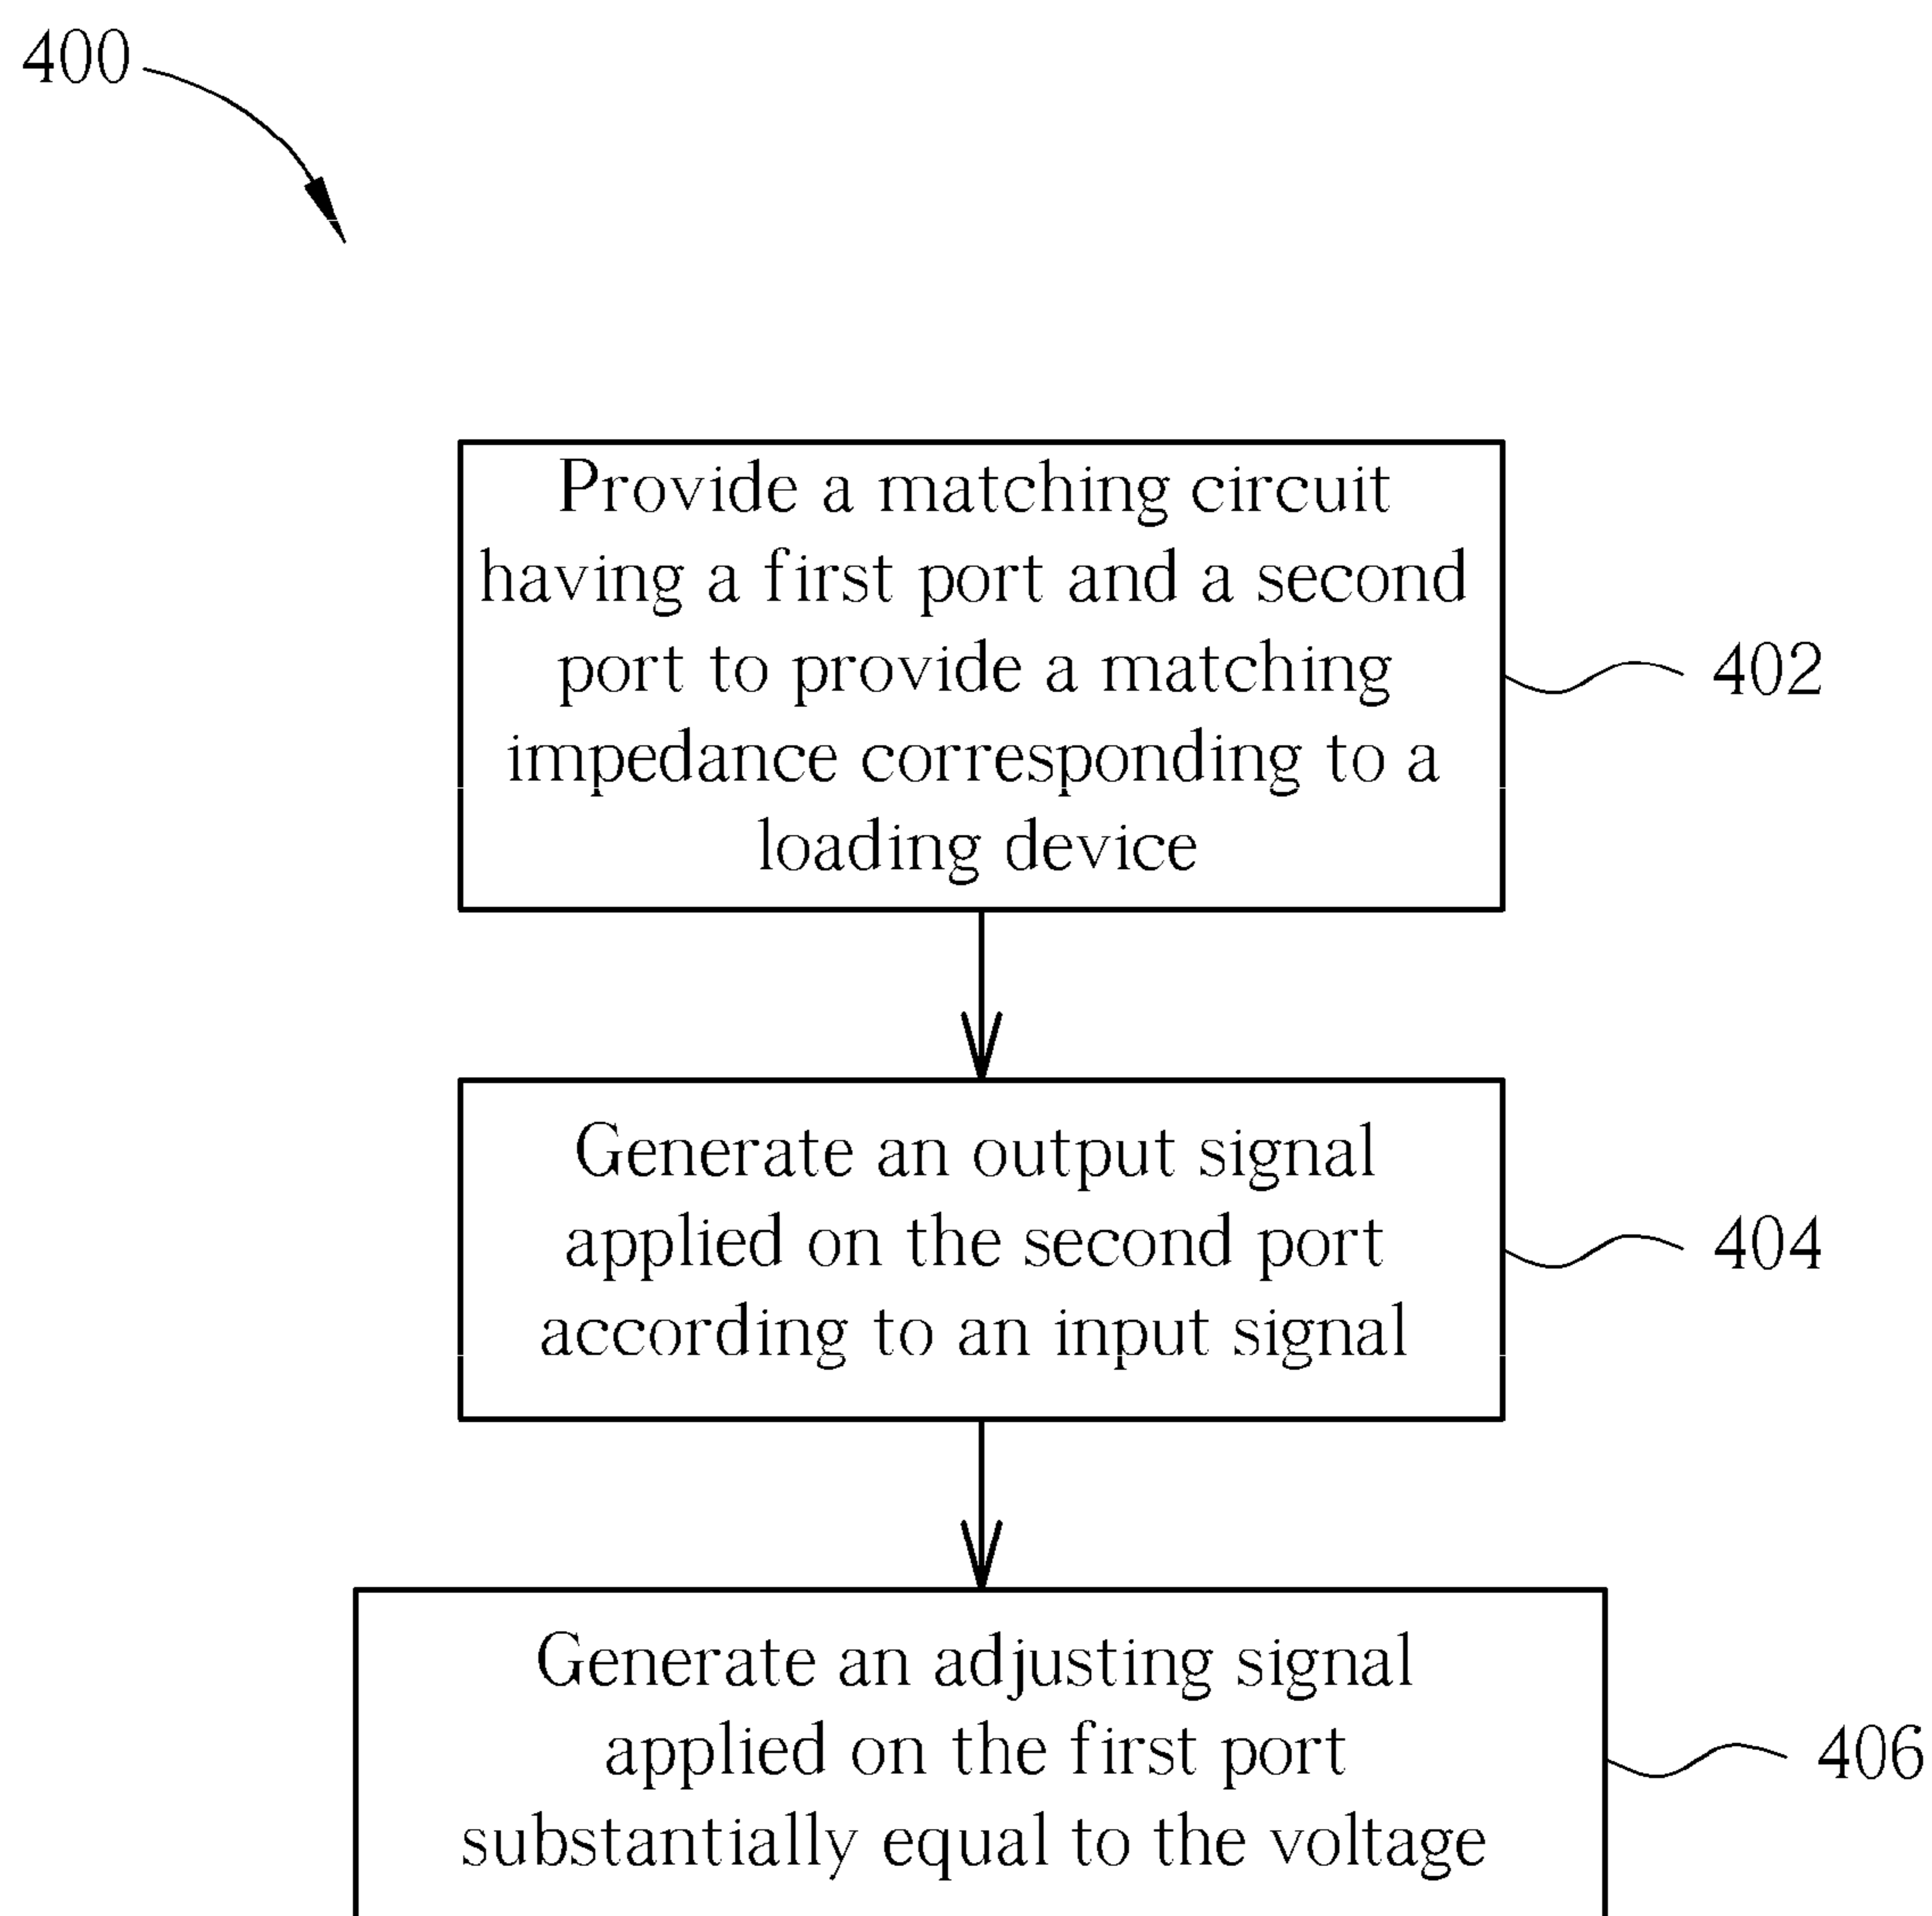 400
Provide a matching circuit
having a first port and a second
port to provide a matching
impedance corresponding to a
loading device
402
Generate an output signal
applied on the second port
according to an input signal
404
Generate an adjusting signal
applied on the first port
substantially equal to the voltage
406